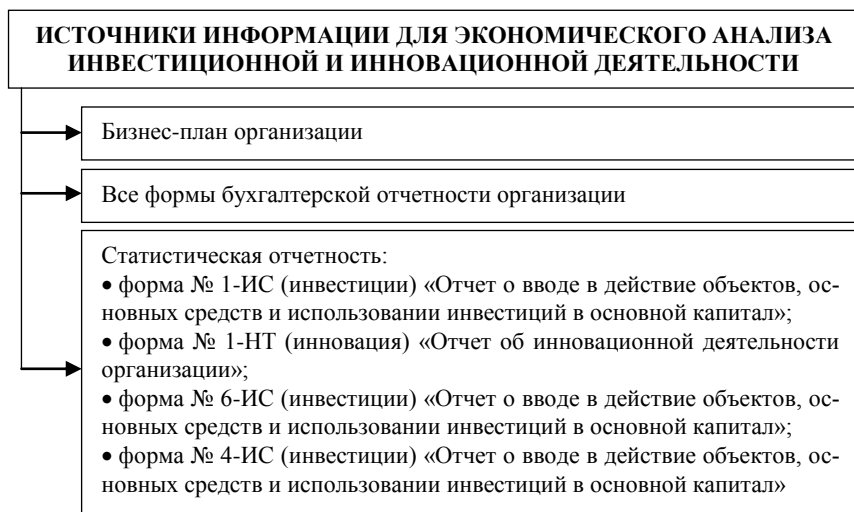 ИСТОЧНИКИ ИНФОРМАЦИИ ДЛЯ ЭКОНОМИЧЕСКОГО АНАЛИЗА
ИНВЕСТИЦИОННОЙ И ИННОВАЦИОННОЙ ДЕЯТЕЛЬНОСТИ
Бизнес-план организации
Все формы бухгалтерской отчетности организации
Статистическая отчетность:
• форма № 1-ИС (инвестиции) «Отчет о вводе в действие объектов, ос-
новных средств и использовании инвестиций в основной капитал»;
• форма № 1-НТ (инновация) «Отчет об инновационной деятельности
организации»;
• форма № 6-ИС (инвестиции) «Отчет о вводе в действие объектов, ос-
новных средств и использовании инвестиций в основной капитал»;
• форма № 4-ИС (инвестиции) «Отчет о вводе в действие объектов, ос-
новных средств и использовании инвестиций в основной капитал»